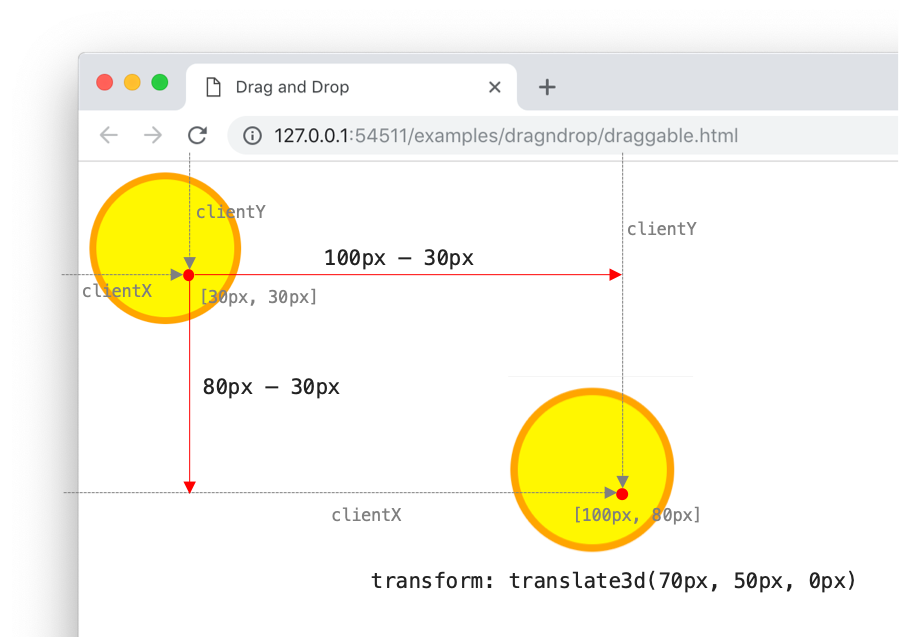 Drag and Drop
127.0.0.1:54511/examples/dragndrop/draggable.html
clientY
clientY
100px – 30px
clientX
[30px, 30px]
80px – 30px
clientX
[100px, 80px]
transform: translate3d(70px, 50px, 0px)